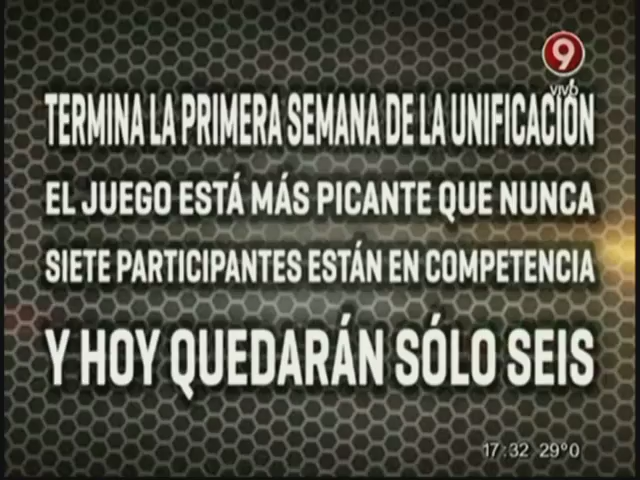 9
VIVO
TERMINA LA PRIMERA SEMANA DE LA UNIFICACIÓN
EL JUEGO ESTÁ MÁS PICANTE QUE NUNCA
SIETE PARTICIPANTES ESTÁN EN COMPETENCIA
Y HOY QUEDARÁN SÓLO SEIS
17:32 29°0